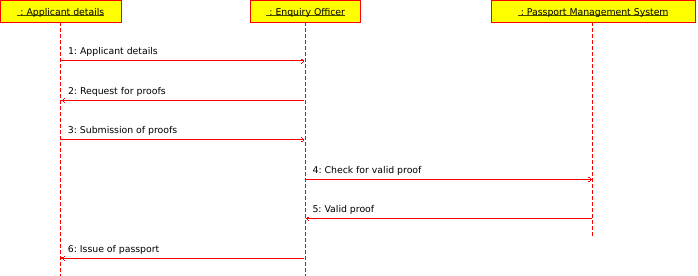 : Applicant details
: Enquiry Officer
: Passport Management System
1: Applicant details
2: Request for proofs
3: Submission of proofs
4: Check for valid proof
5: Valid proof
6: Issue of passport